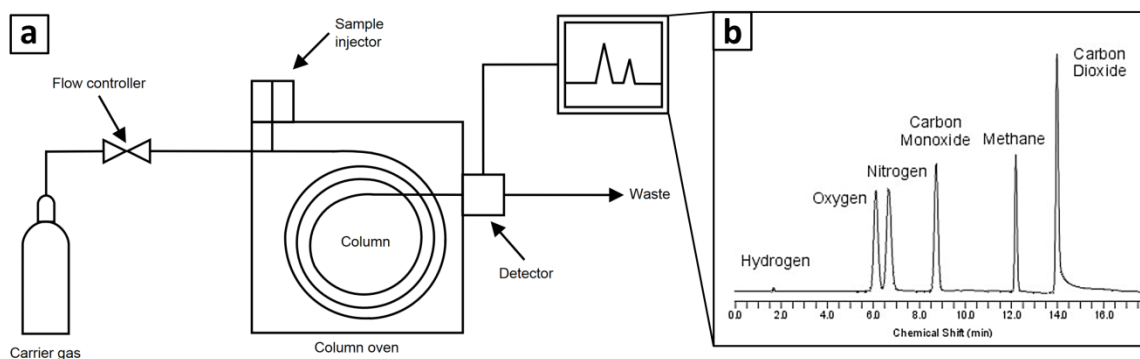 a
Sample
injector
Flow controller
Column
Waste
Detector
Carrier gas
Column oven
b
Carbon
Dioxide
Carbon
Monoxide
Methane
Nitrogen
Oxygen
Hydrogen
0.0 2.0 4.0 6.0 8.0 10.0 12.0 14.0 16.0
Chemical Shift (min)